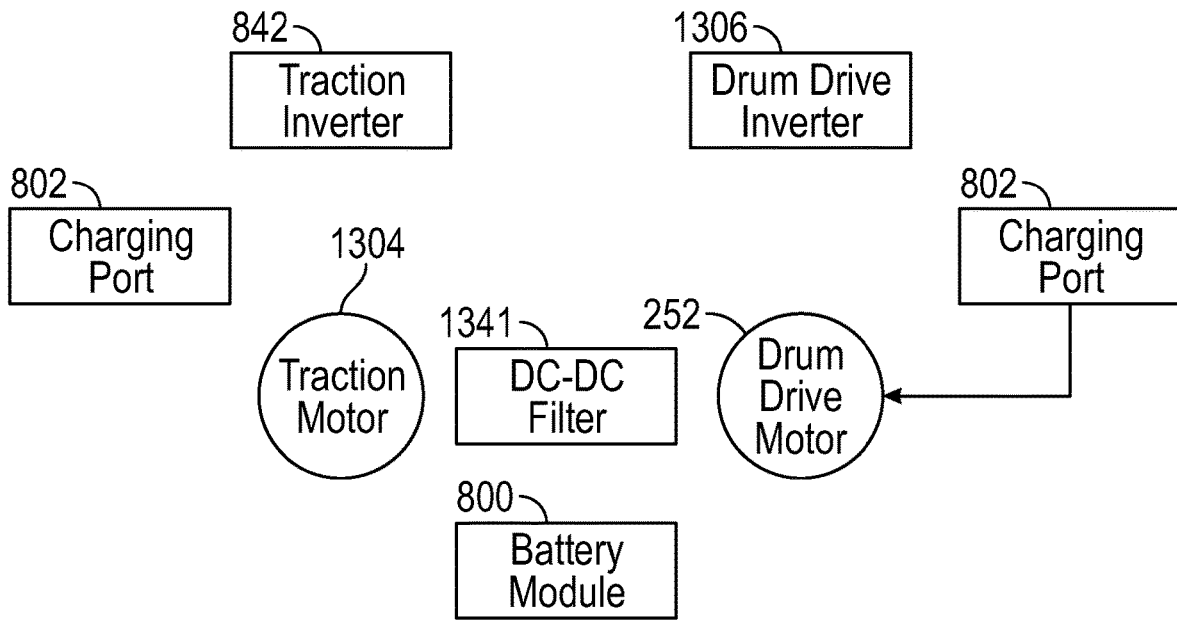 842
Traction
Inverter
1306
Drum Drive
Inverter
802
Charging
Port
802
Charging
Port
1304
Traction
Motor
1341
DC-DC
Filter
252
Drum
Drive
Motor
800
Battery
Module